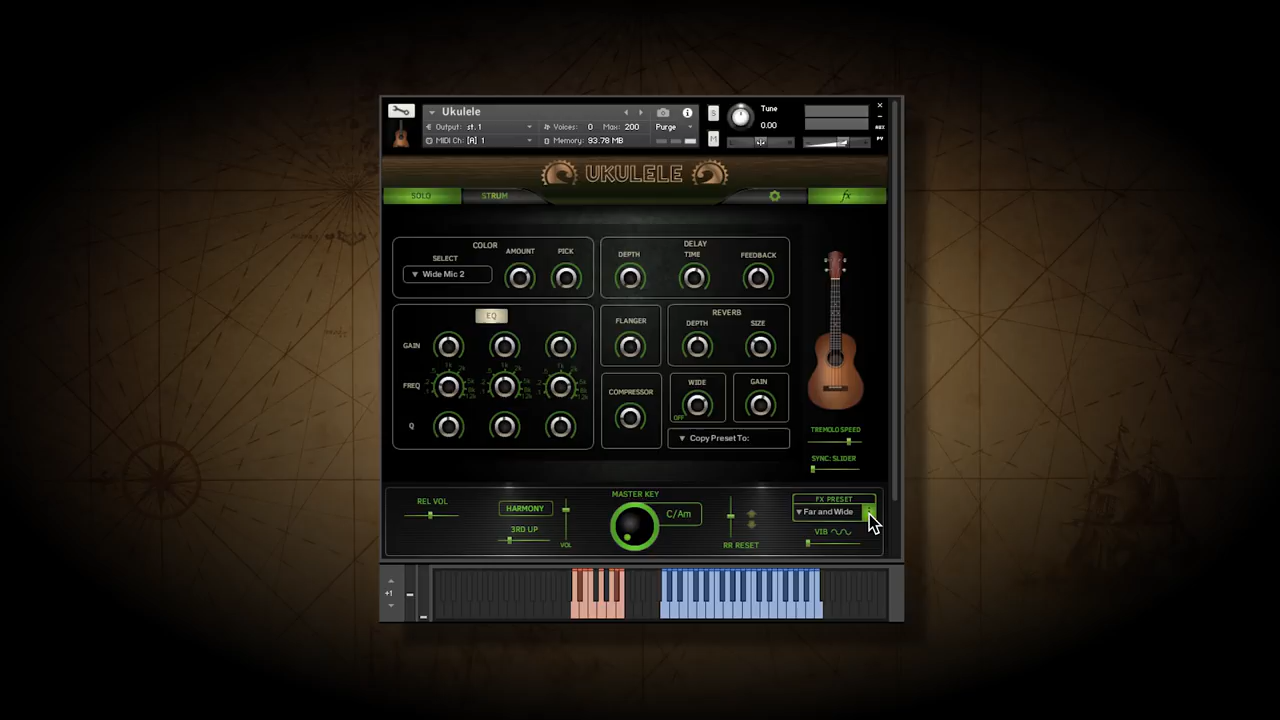 Ukulele
Output: st.1
Voices: 0 Max: 200
Purge
MIDI Ch: [A] 1
Memory: 93.78 MB
S
M
Tune
0.00
AUX
PV
UKULELE
SOLO
STRUM
fx
COLOR
SELECT
AMOUNT
PICK
Wide Mic 2
DELAY
DEPTH
TIME
FEEDBACK
EQ
GAIN
FREQ
Q
FLANGER
REVERB
DEPTH
SIZE
COMPRESSOR
WIDE
OFF
GAIN
Copy Preset To:
TREMOLO SPEED
SYNC: SLIDER
REL VOL
HARMONY
3RD UP
VOL
MASTER KEY
C/Am
RR RESET
FX PRESET
Far and Wide
VIB
+1